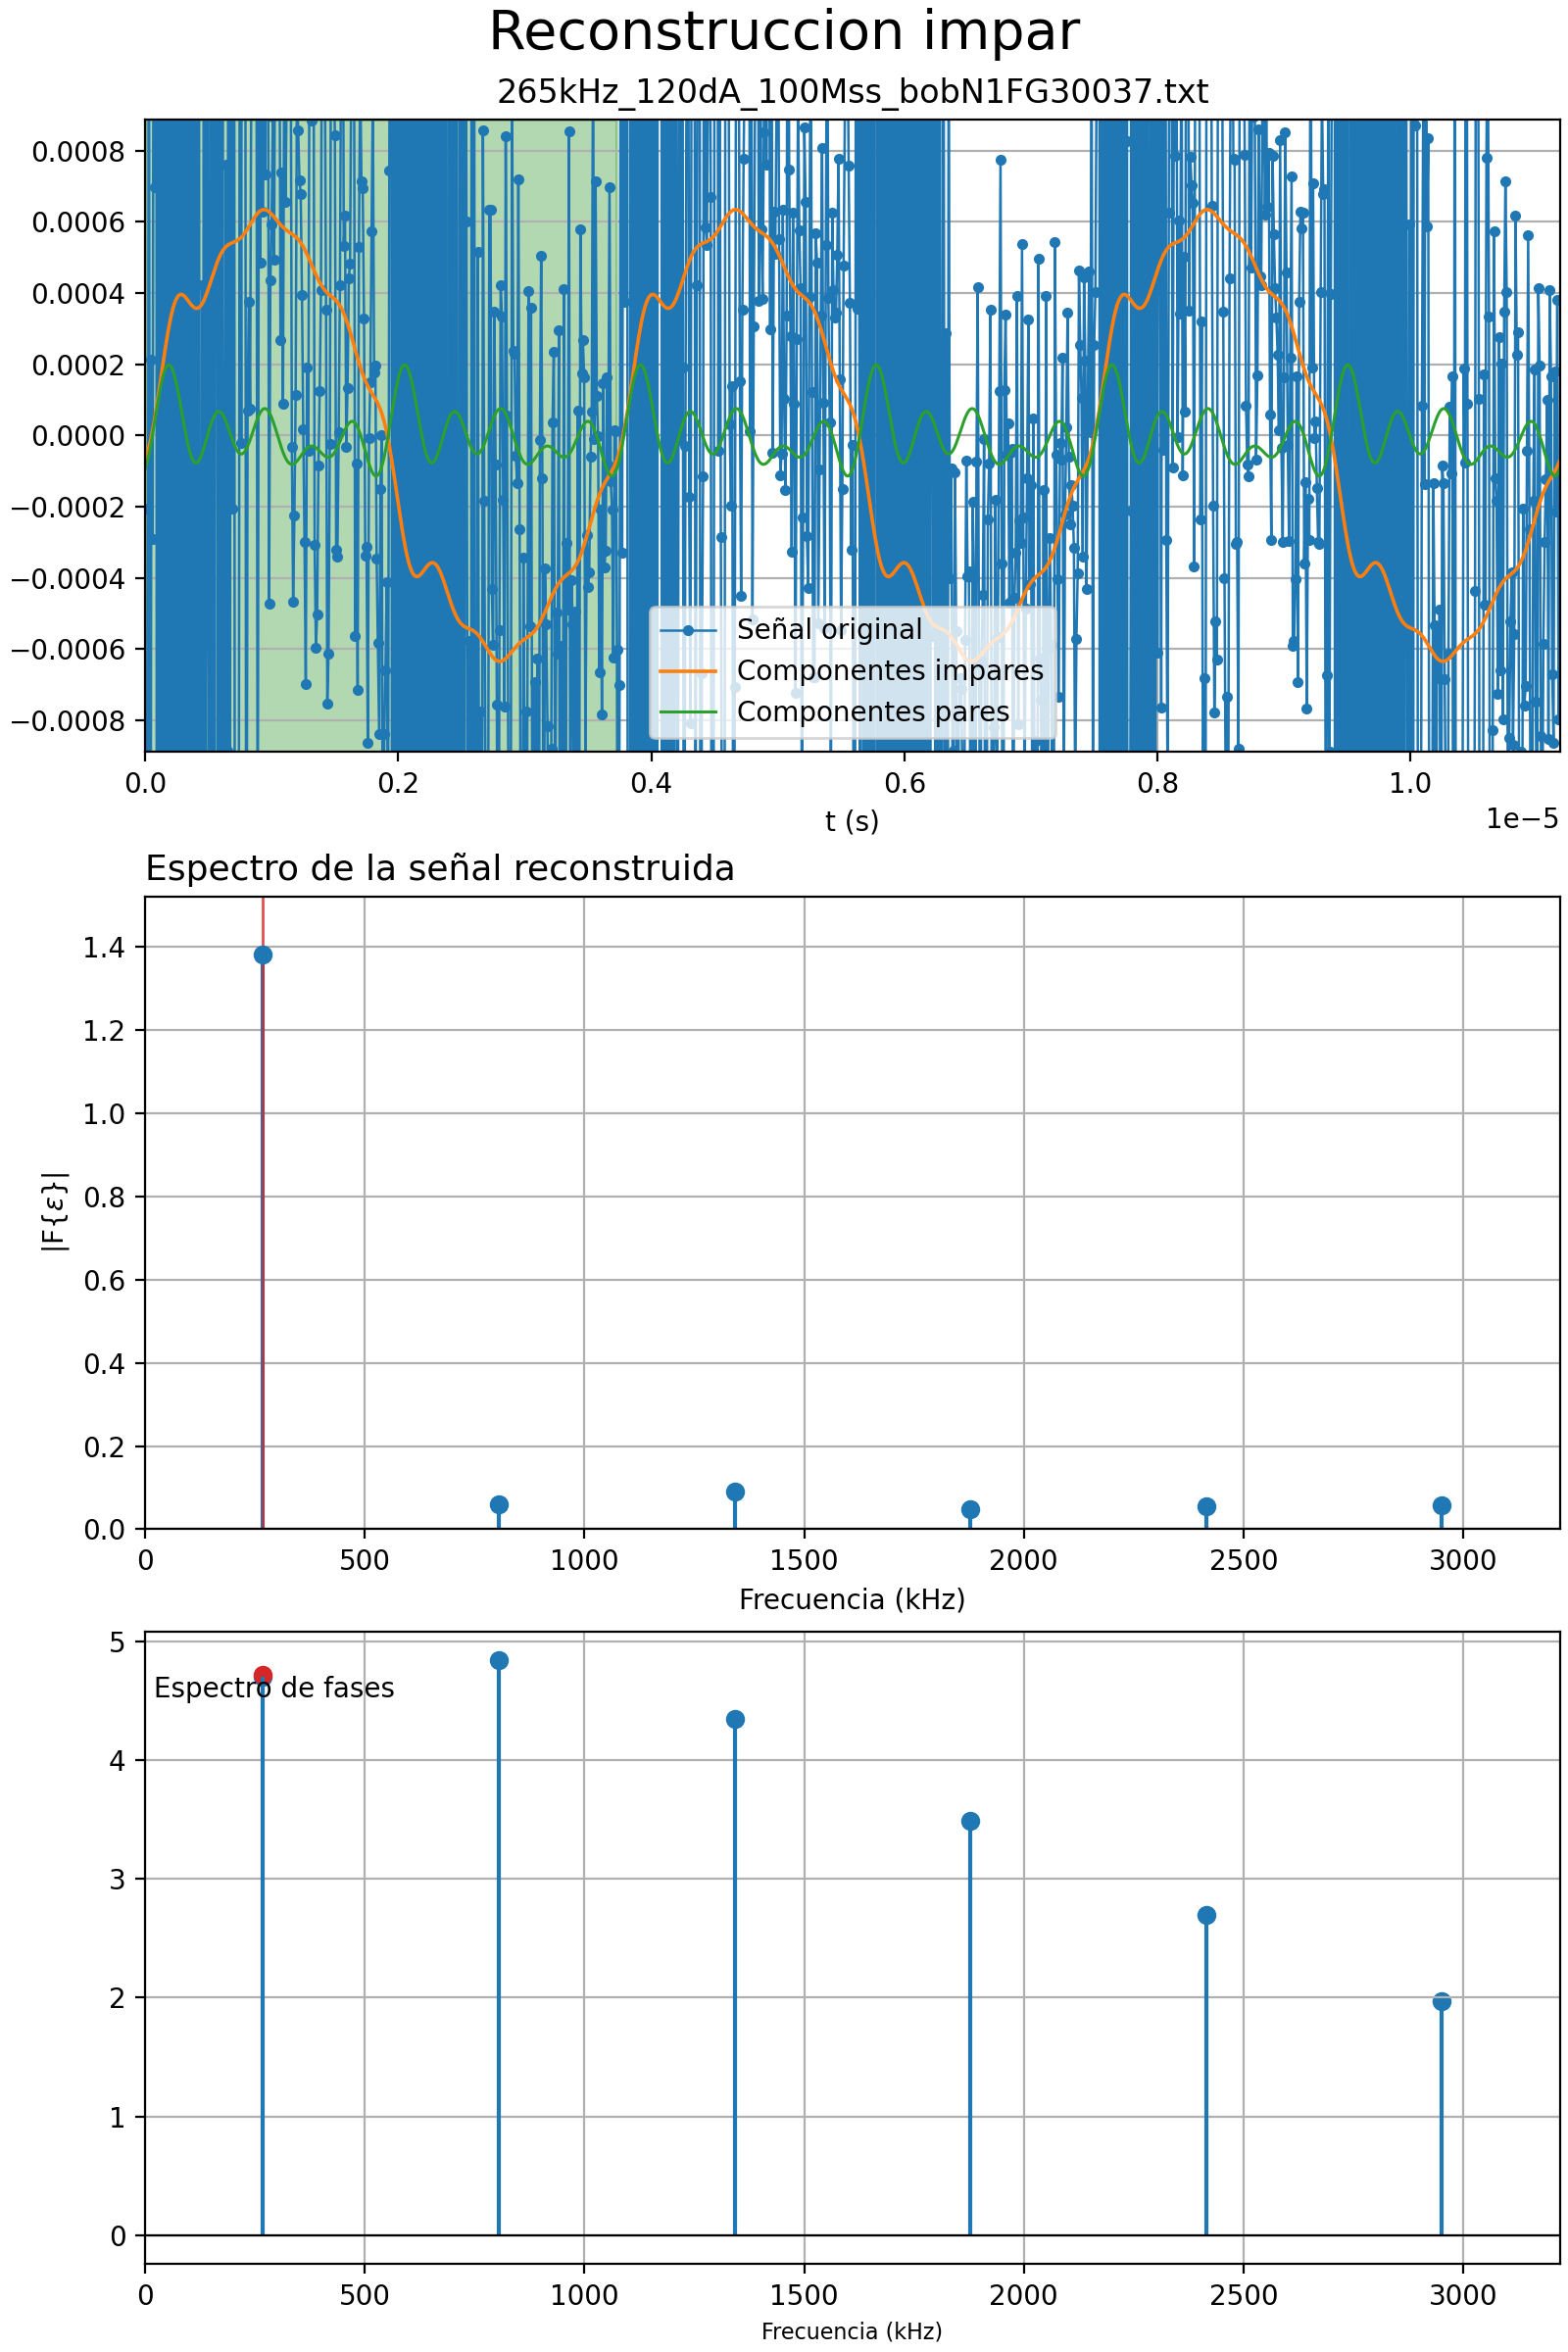 Reconstruccion impar
265kHz_120dA_100Mss_bobN1FG30037.txt
0.0008
0.0006
0.0004
0.0002
0.0000
−0.0002
−0.0004
−0.0006
−0.0008
Señal original
Componentes impares
Componentes pares
0.0 0.2 0.4 0.6 0.8 1.0
t (s)
1e−5
Espectro de la señal reconstruida
1.4
1.2
1.0
0.8
0.6
0.4
0.2
0.0
|F{ε}|
0 500 1000 1500 2000 2500 3000
Frecuencia (kHz)
5
4
3
2
1
0
Espectro de fases
0 500 1000 1500 2000 2500 3000
Frecuencia (kHz)